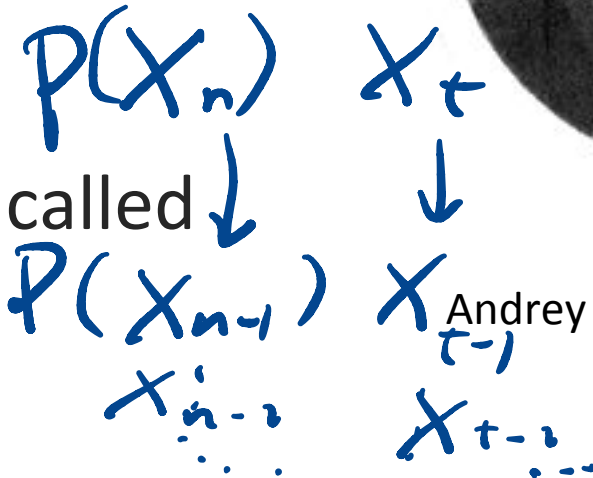 P(Xn) Xt
called
P(Xn-1) Xt-1 Andrey
Xn-2 Xt-2